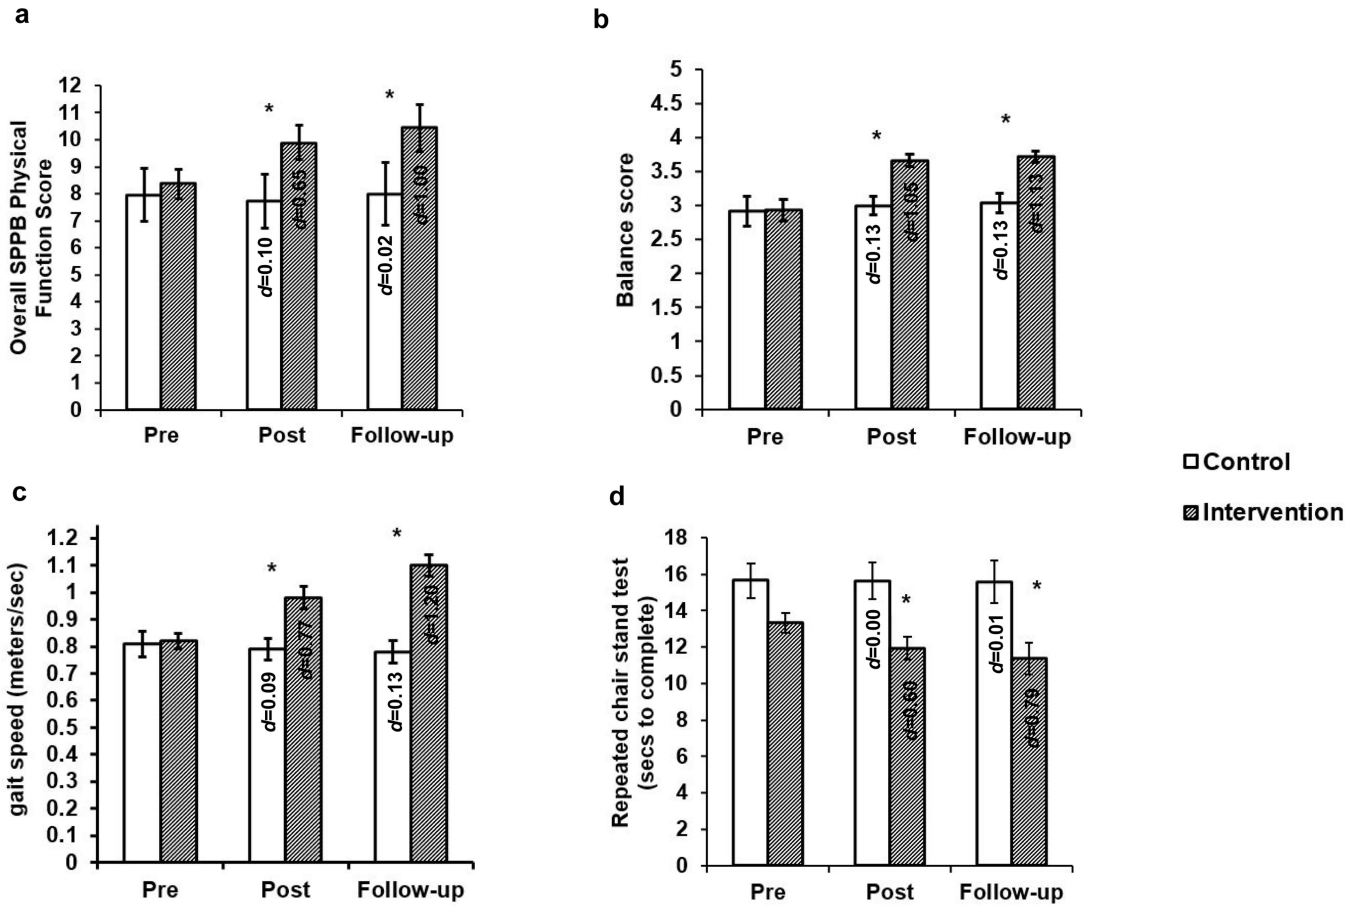 a
Overall SPPB Physical
Function Score
12
11
10
9
8
7
6
5
4
3
2
1
0
*
*
d=0.10
d=0.65
d=0.02
d=1.00
Pre
Post
Follow-up
b
Balance score
5
4.5
4
3.5
3
2.5
2
1.5
1
0.5
0
*
*
d=0.13
d=1.05
d=0.13
d=1.13
Pre
Post
Follow-up
Control
Intervention
c
gait speed (meters/sec)
1.2
1.1
1
0.9
0.8
0.7
0.6
0.5
0.4
0.3
0.2
0.1
0
*
*
d=0.09
d=0.77
d=0.13
d=1.20
Pre
Post
Follow-up
d
Repeated chair stand test
(secs to complete)
18
16
14
12
10
8
6
4
2
0
*
*
d=0.00
d=0.60
d=0.01
d=0.79
Pre
Post
Follow-up